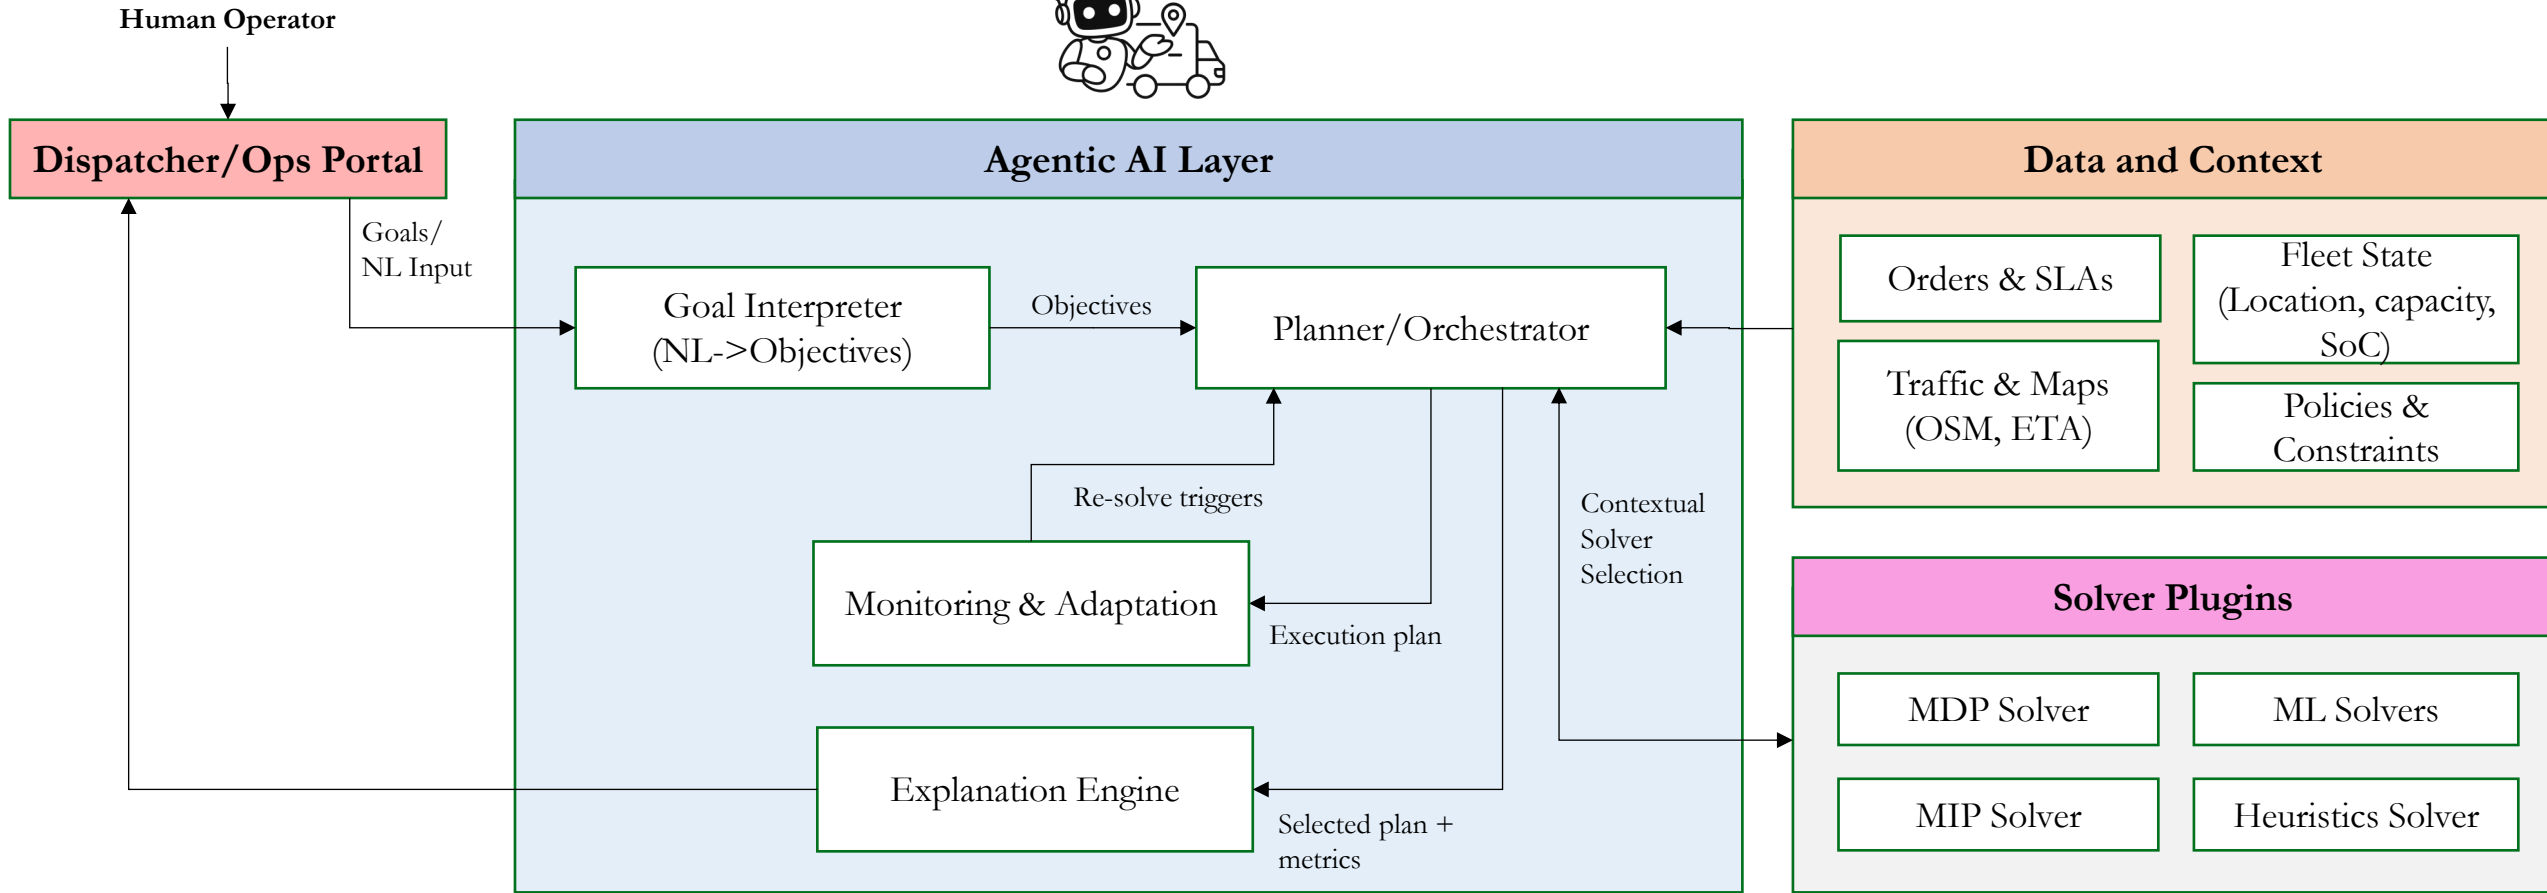 Human Operator
Dispatcher/Ops Portal
Goals/
NL Input
Agentic AI Layer
Goal Interpreter
(NL->Objectives)
Objectives
Planner/Orchestrator
Re-solve triggers
Monitoring & Adaptation
Execution plan
Contextual
Solver
Selection
Explanation Engine
Selected plan +
metrics
Data and Context
Orders & SLAs
Fleet State
(Location, capacity,
SoC)
Traffic & Maps
(OSM, ETA)
Policies &
Constraints
Solver Plugins
MDP Solver
ML Solvers
MIP Solver
Heuristics Solver